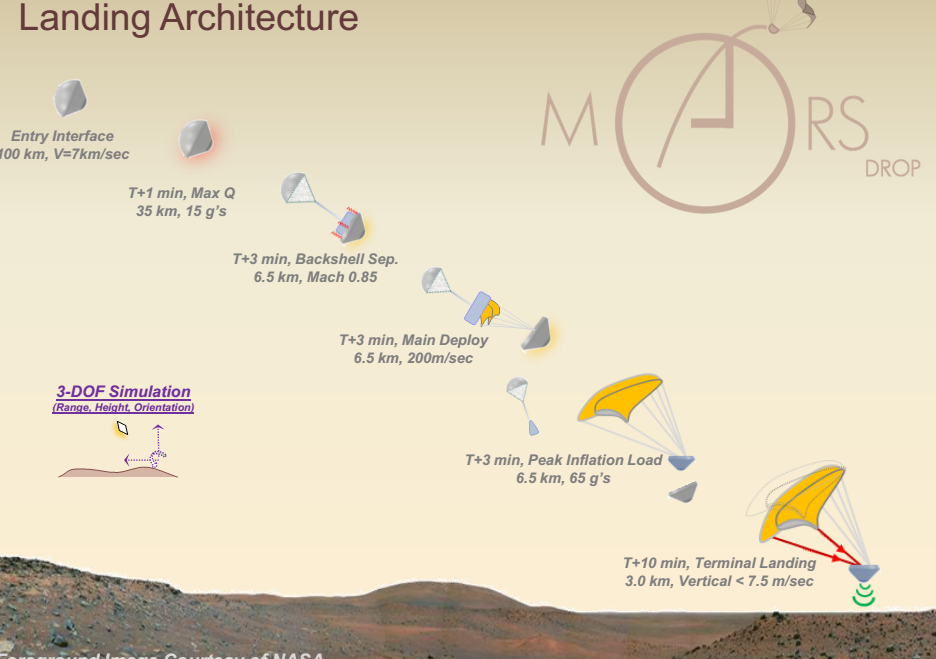 Landing Architecture
M RS
DROP
Entry Interface
100 km, V=7km/sec
T+1 min, Max Q
35 km, 15 g's
T+3 min, Backshell Sep.
6.5 km, Mach 0.85
T+3 min, Main Deploy
6.5 km, 200m/sec
3-DOF Simulation
(Range, Height, Orientation)
T+3 min, Peak Inflation Load
6.5 km, 65 g's
T+10 min, Terminal Landing
3.0 km, Vertical < 7.5 m/sec
Foreground Image Courtesy of NASA